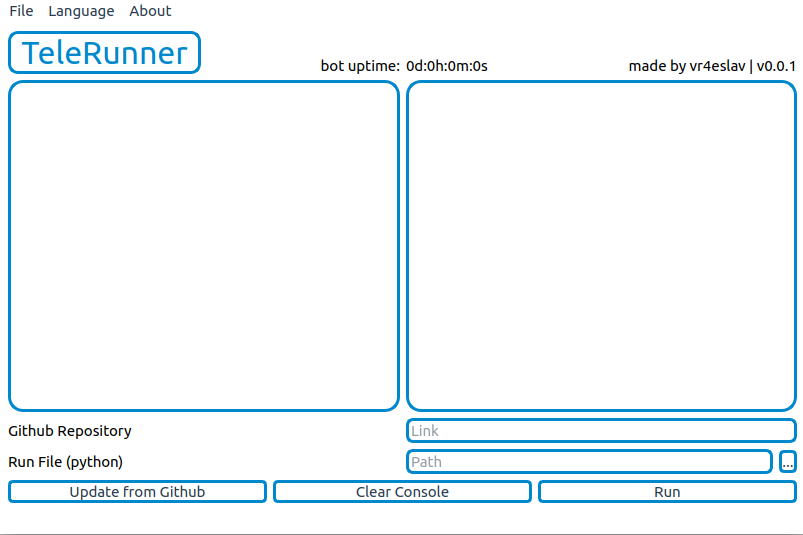 File Language About
TeleRunner
bot uptime: 0d:0h:0m:0s
made by vr4eslav | v0.0.1
Github Repository
Link
Run File (python)
Path
...
Update from Github
Clear Console
Run